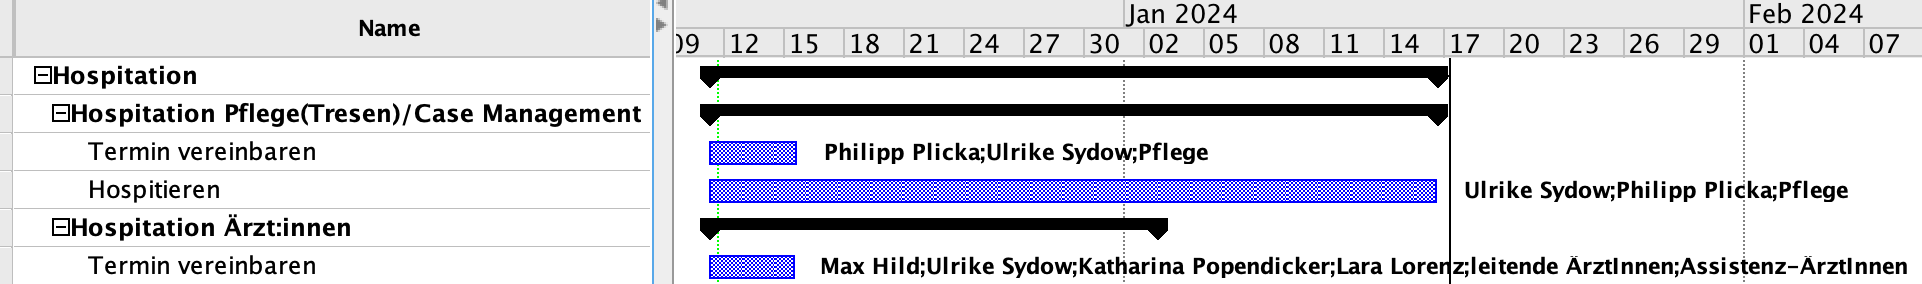 Name
Jan 2024 Feb 2024
09 12 15 18 21 24 27 30 02 05 08 11 14 17 20 23 26 29 01 04 07
Hospitation
Hospitation Pflege(Tresen)/Case Management
Termin vereinbaren Philipp Plicka;Ulrike Sydow;Pflege
Hospitieren Ulrike Sydow;Philipp Plicka;Pflege
Hospitation Ärzt:innen
Termin vereinbaren Max Hild;Ulrike Sydow;Katharina Popendicker;Lara Lorenz;leitende ÄrztInnen;Assistenz-ÄrztInnen